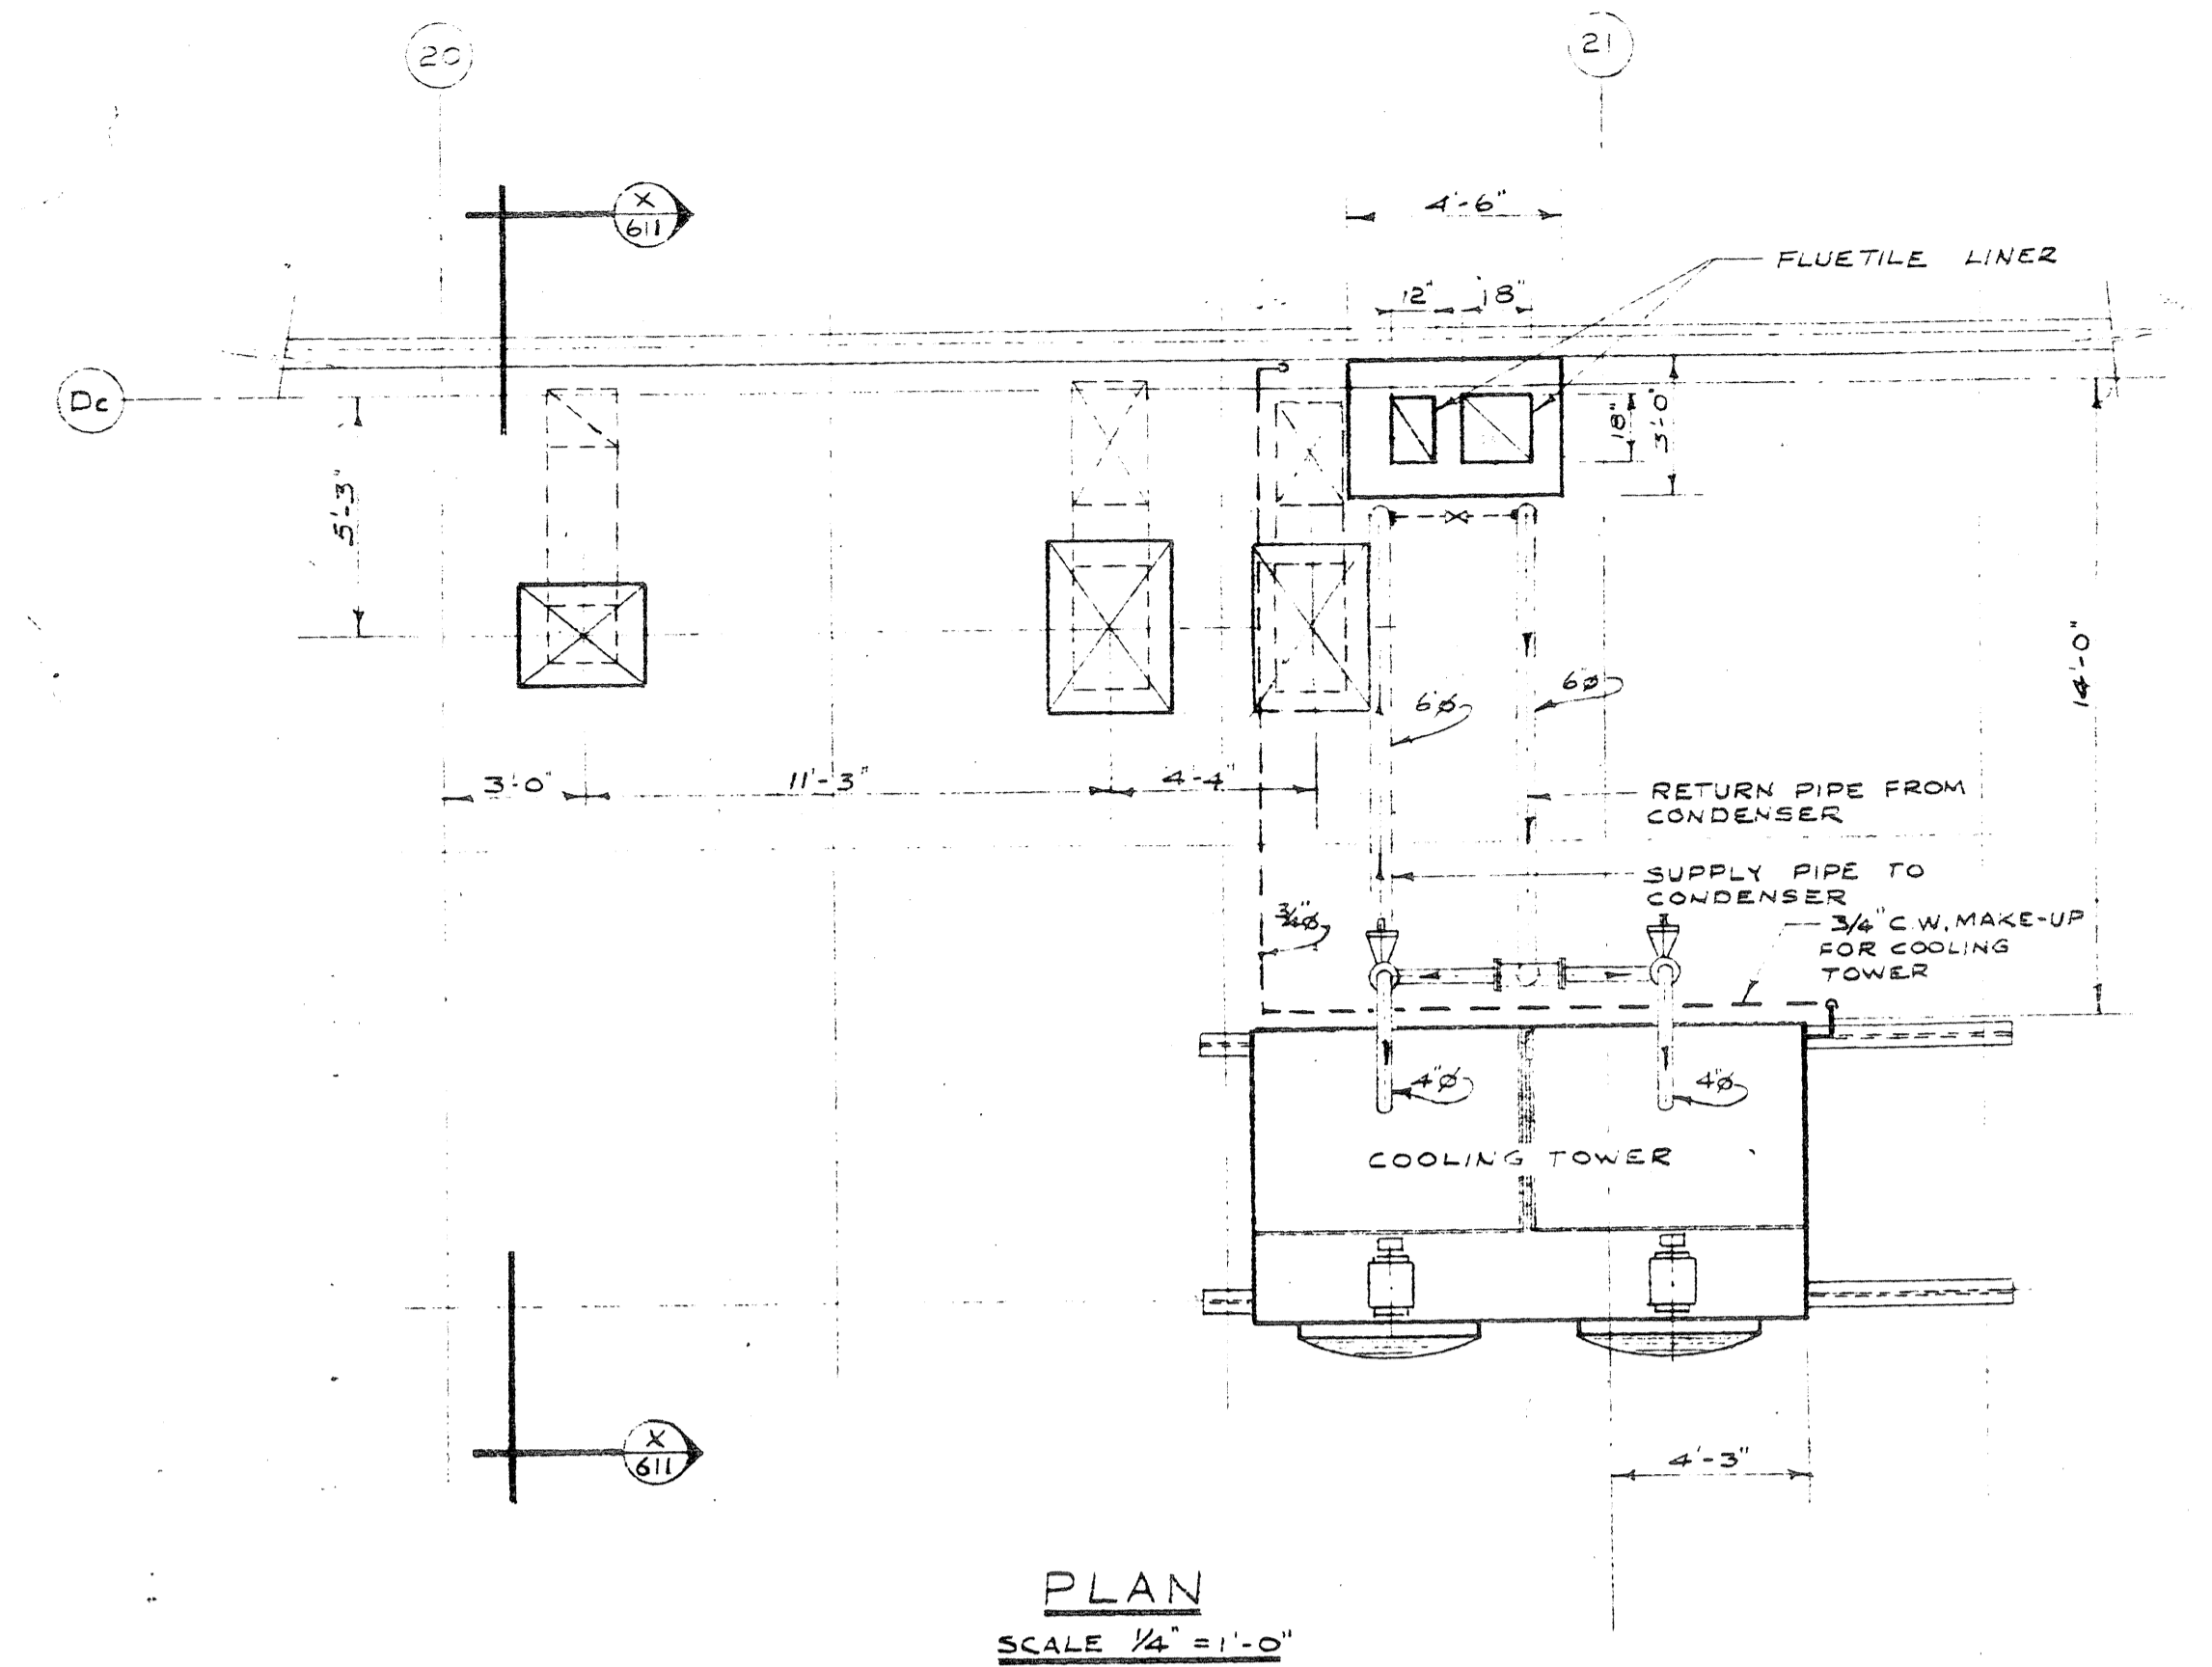 20
21
X
611
4'-6"
FLUETILE LINER
12"
18"
Dc
18"
3'-0"
5'-3"
14'-0"
6"ø
6"ø
3'-0"
11'-3"
4'-4"
RETURN PIPE FROM
CONDENSER
SUPPLY PIPE TO
CONDENSER
3/4"ø
3/4" C.W. MAKE-UP
FOR COOLING
TOWER
4"ø
4"ø
COOLING TOWER
X
611
4'-3"
PLAN
SCALE 1/4" = 1'-0"